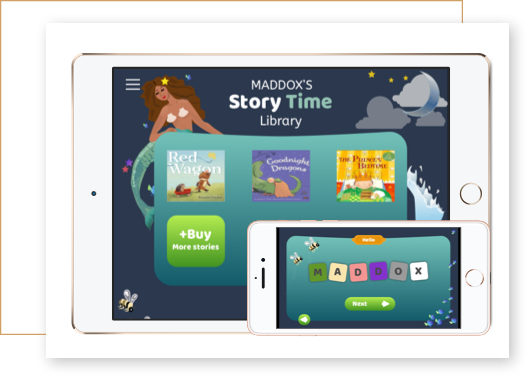 MADDOX'S
Story Time
Library
Red
Wagon
Goodnight
Dragons
THE PRINCE'S
BEDTIME
+Buy
More stories
Hello
M A D D O X
Next